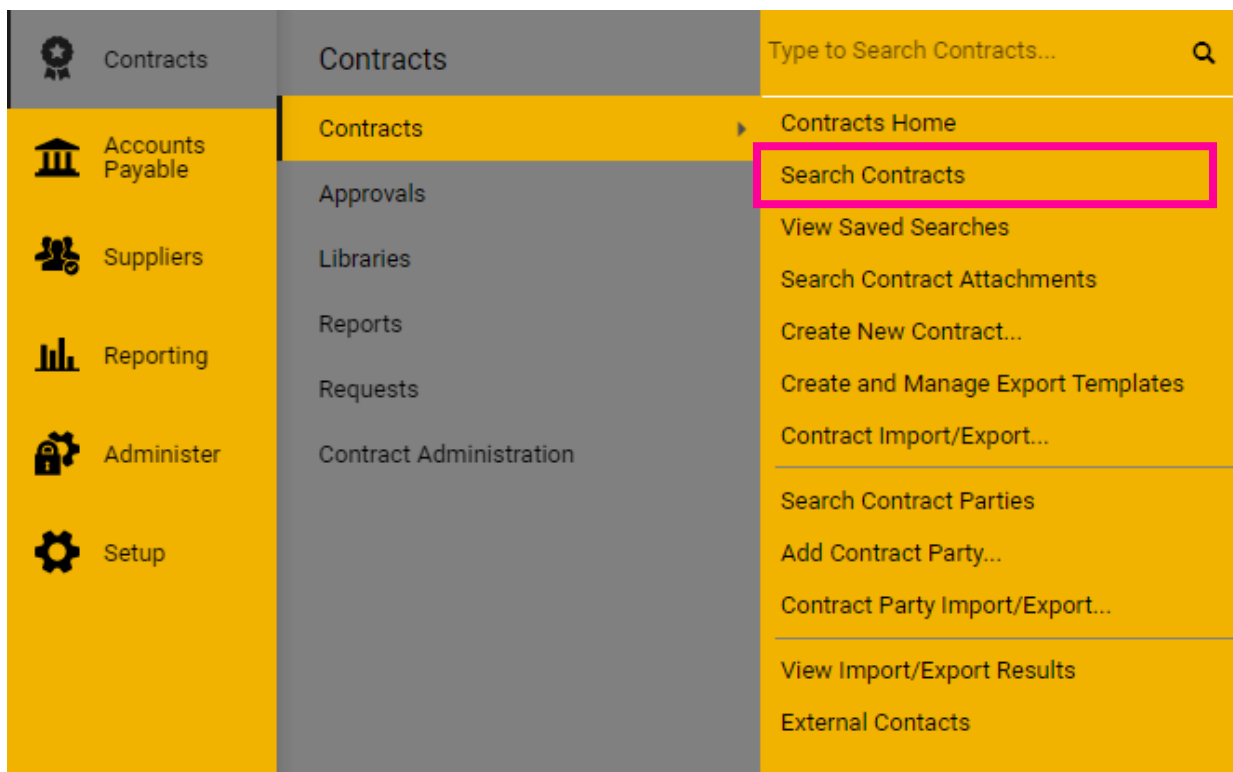 Contracts
Accounts
Payable
Suppliers
Reporting
Administer
Setup
Contracts
Contracts
Approvals
Libraries
Reports
Requests
Contract Administration
Type to Search Contracts...
Contracts Home
Search Contracts
View Saved Searches
Search Contract Attachments
Create New Contract...
Create and Manage Export Templates
Contract Import/Export...
Search Contract Parties
Add Contract Party...
Contract Party Import/Export...
View Import/Export Results
External Contacts